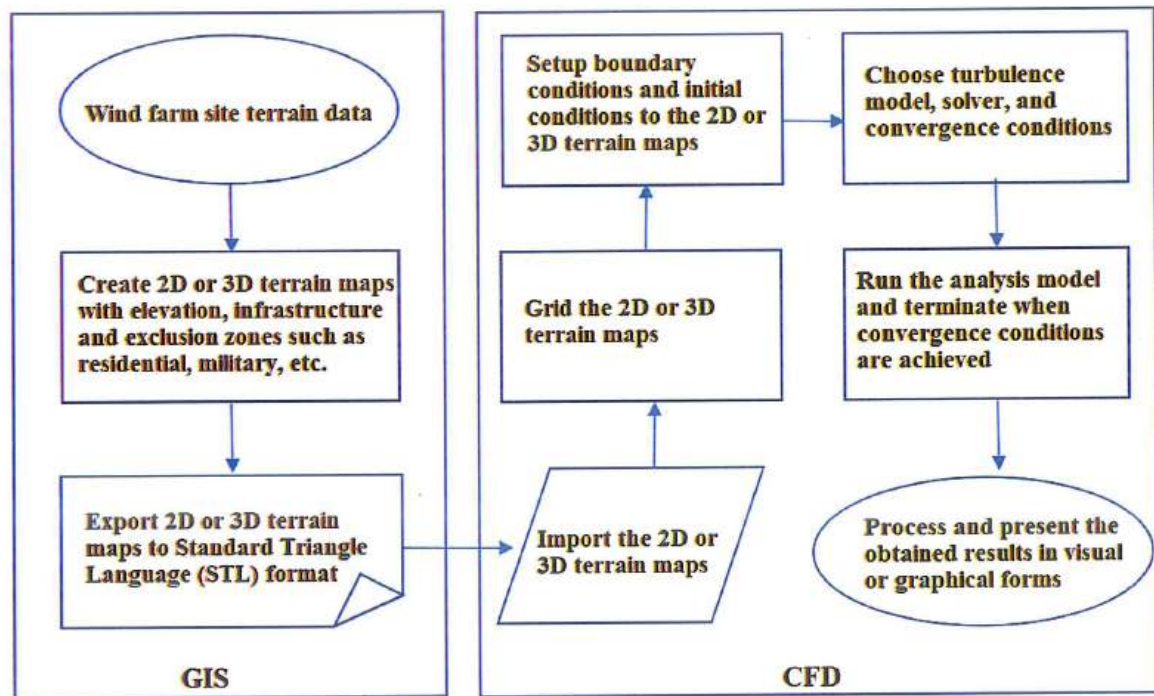 Wind farm site terrain data
Create 2D or 3D terrain maps
with elevation, infrastructure
and exclusion zones such as
residential, military, etc.
Export 2D or 3D terrain
maps to Standard Triangle
Language (STL) format
GIS
Import the 2D or
3D terrain maps
Grid the 2D or 3D
terrain maps
Setup boundary
conditions and initial
conditions to the 2D or
3D terrain maps
Choose turbulence
model, solver, and
convergence conditions
Run the analysis model
and terminate when
convergence conditions
are achieved
Process and present the
obtained results in visual
or graphical forms
CFD